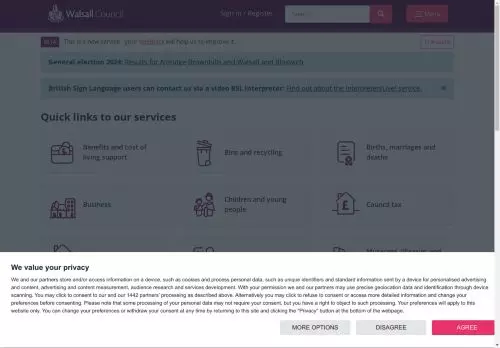 Walsall Council
Sign in / Register
Search
Menu
BETA This is a new service - your feedback will help us to improve it.
General election 2024: Results for Aldridge-Brownhills and Walsall and Bloxwich
British Sign Language users can contact us via a video BSL Interpreter: Find out about the InterpretersLive! service.
Quick links to our services
Benefits and cost of
living support
Bins and recycling
Births, marriages and
deaths
Business
Children and young
people
Council tax
We value your privacy
We and our partners store and/or access information on a device, such as cookies and process personal data, such as unique identifiers and standard information sent by a device for personalised advertising
and content, advertising and content measurement, audience research and services development. With your permission we and our partners may use precise geolocation data and identification through device
scanning. You may click to consent to our and our 1442 partners' processing as described above. Alternatively you may click to refuse to consent or access more detailed information and change your
preferences before consenting. Please note that some processing of your personal data may not require your consent, but you have a right to object to such processing. Your preferences will apply to this
website only. You can change your preferences or withdraw your consent at any time by returning to this site and clicking the "Privacy" button at the bottom of the webpage.
MORE OPTIONS
DISAGREE
AGREE